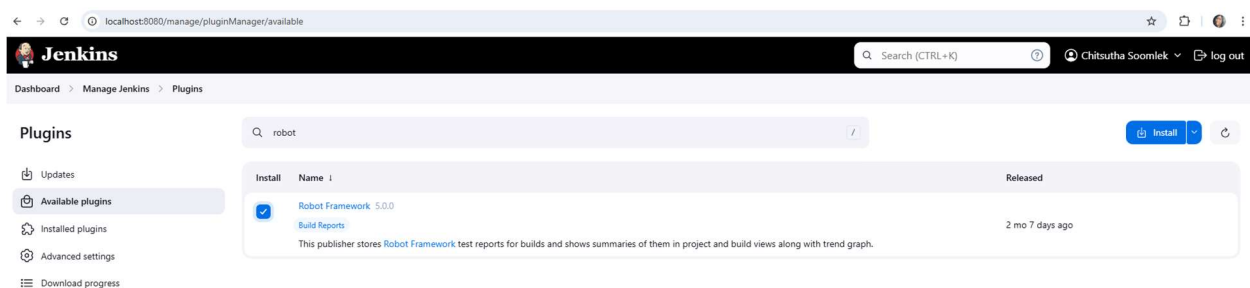 localhost:8080/manage/pluginManager/available
Jenkins
Search (CTRL+K)
Chitsutha Soomlek
log out
Dashboard > Manage Jenkins > Plugins
Plugins
robot
/
Install
Updates
Available plugins
Installed plugins
Advanced settings
Download progress
Install Name ↓ Released
Robot Framework 5.0.0
Build Reports
2 mo 7 days ago
This publisher stores Robot Framework test reports for builds and shows summaries of them in project and build views along with trend graph.